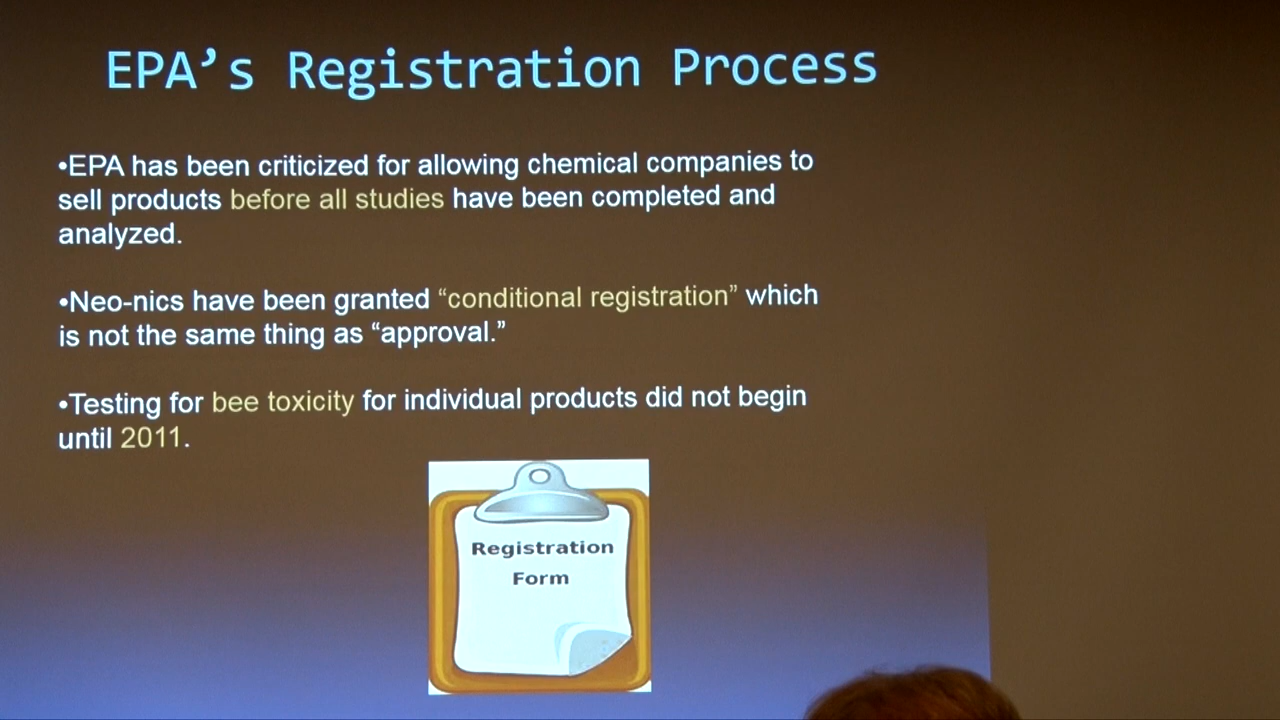 EPA’s Registration Process
•EPA has been criticized for allowing chemical companies to
sell products before all studies have been completed and
analyzed.
•Neo-nics have been granted “conditional registration” which
is not the same thing as “approval.”
•Testing for bee toxicity for individual products did not begin
until 2011.
Registration
Form